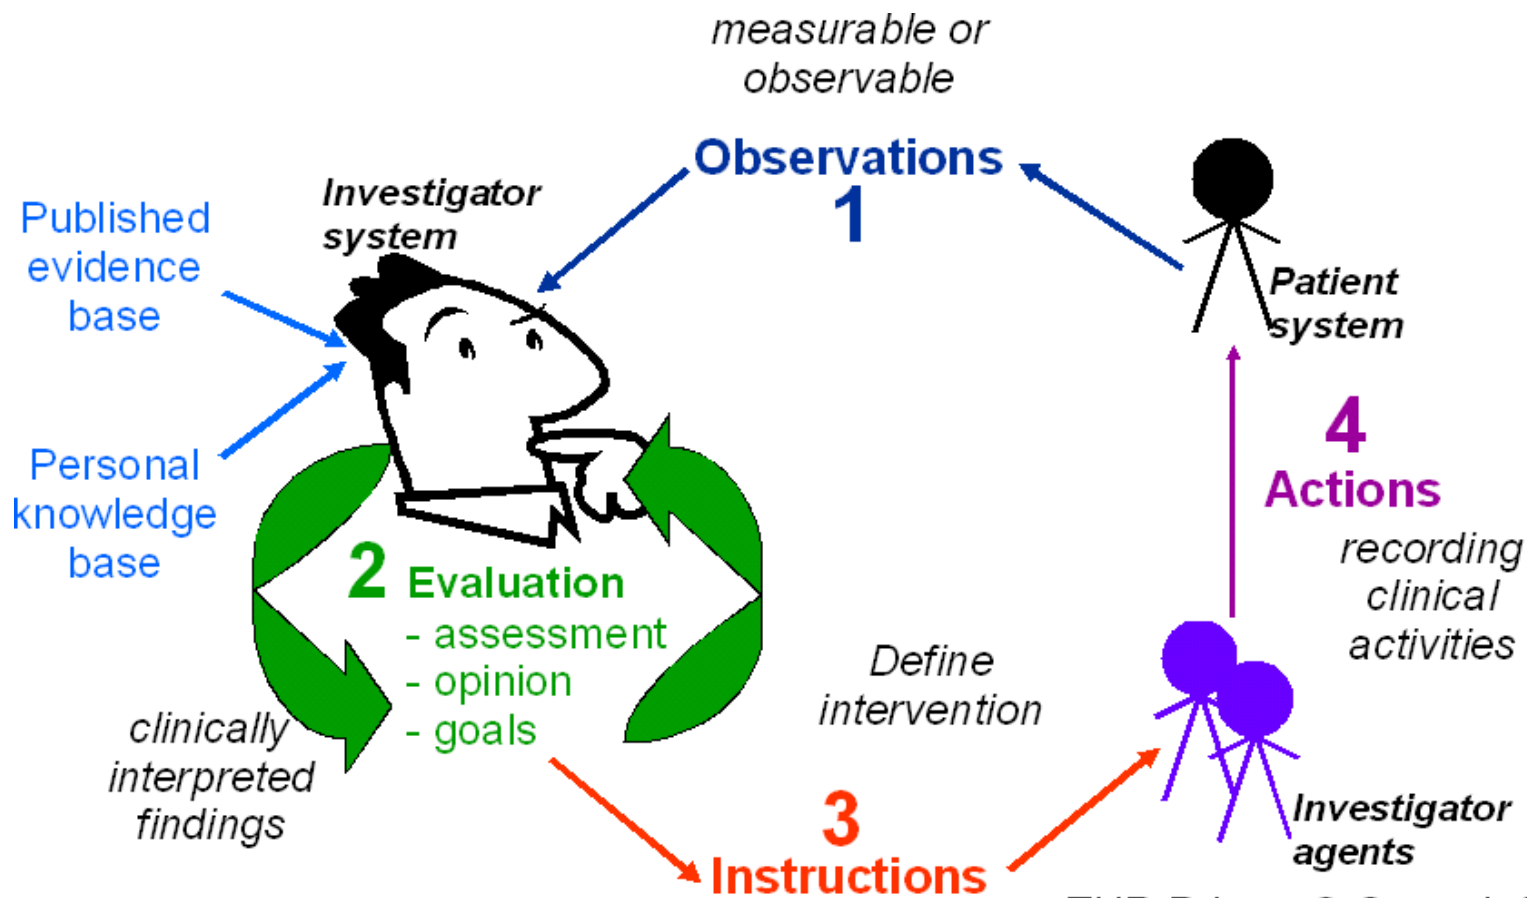 measurable or
observable
Observations
1
Investigator
system
Published
evidence
base
Patient
system
Personal
knowledge
base
4
Actions
recording
clinical
activities
2 Evaluation
- assessment
- opinion
- goals
Define
intervention
clinically
interpreted
findings
3
Instructions
Investigator
agents